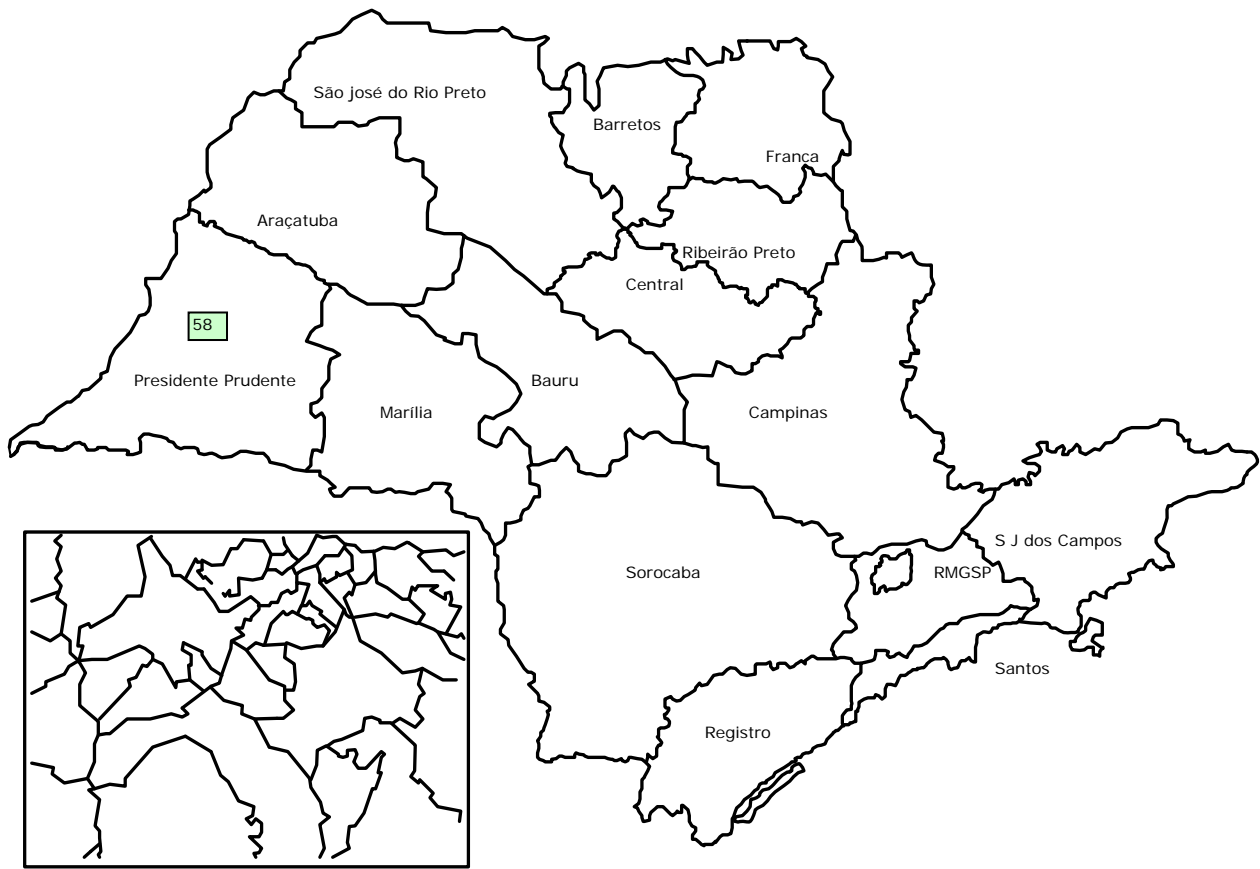 São josé do Rio Preto
Barretos
Franca
Araçatuba
Ribeirão Preto
Central
58
Presidente Prudente
Bauru
Marília
Campinas
S J dos Campos
Sorocaba
RMGSP
Santos
Registro